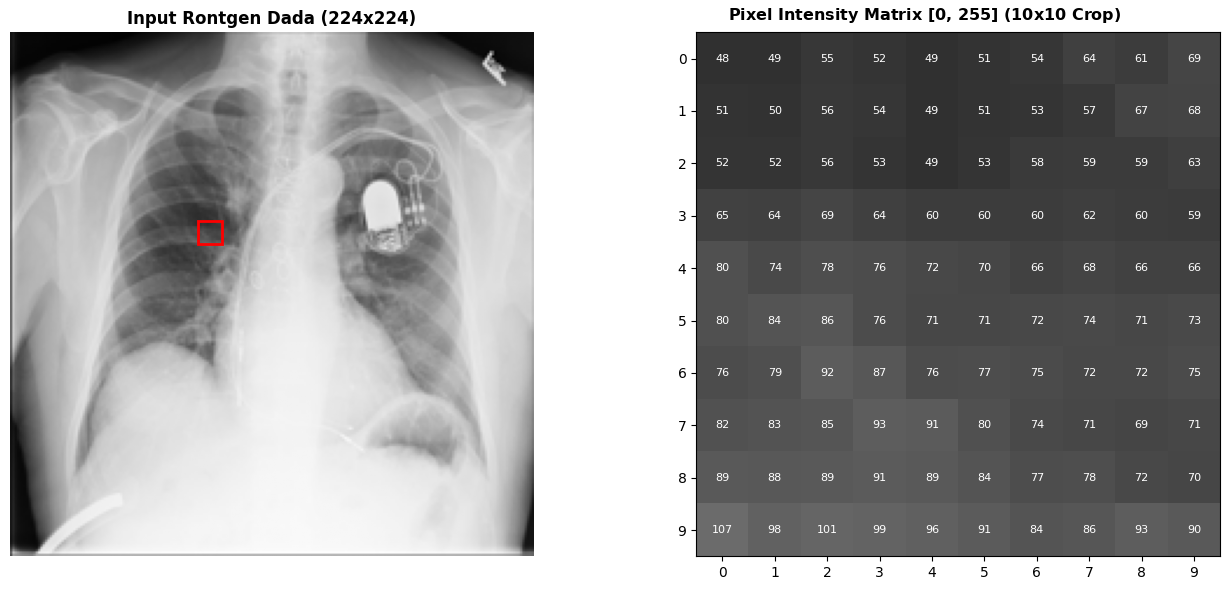 Input Rontgen Dada (224x224)
Pixel Intensity Matrix [0, 255] (10x10 Crop)
0 48 49 55 52 49 51 54 64 61 69
1 51 50 56 54 49 51 53 57 67 68
2 52 52 56 53 49 53 58 59 59 63
3 65 64 69 64 60 60 60 62 60 59
4 80 74 78 76 72 70 66 68 66 66
5 80 84 86 76 71 71 72 74 71 73
6 76 79 92 87 76 77 75 72 72 75
7 82 83 85 93 91 80 74 71 69 71
8 89 88 89 91 89 84 77 78 72 70
9 107 98 101 99 96 91 84 86 93 90
0 1 2 3 4 5 6 7 8 9